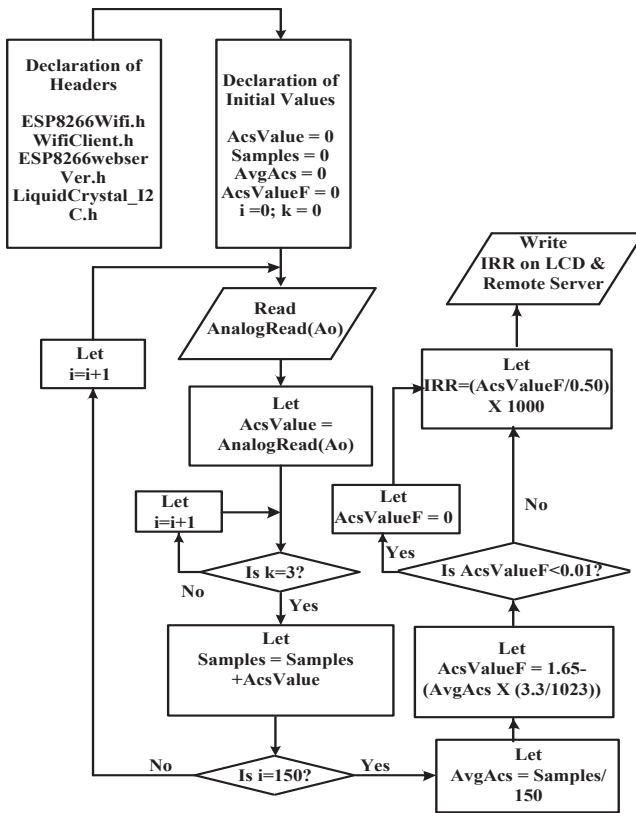 Declaration of
Headers
ESP8266Wifi.h
WifiClient.h
ESP8266webser
Ver.h
LiquidCrystal_I2
C.h
Declaration of
Initial Values
AcsValue = 0
Samples = 0
AvgAcs = 0
AcsValueF = 0
i =0; k = 0
Read
AnalogRead(Ao)
Let
i=i+1
Let
AcsValue =
AnalogRead(Ao)
Let
i=i+1
Is k=3?
No
Yes
Let
Samples = Samples
+AcsValue
Is i=150?
No
Yes
Let
AvgAcs = Samples/
150
Let
AcsValueF = 1.65-
(AvgAcs X (3.3/1023))
Is AcsValueF<0.01?
Yes
No
Let
AcsValueF = 0
Let
IRR=(AcsValueF/0.50)
X 1000
Write
IRR on LCD &
Remote Server